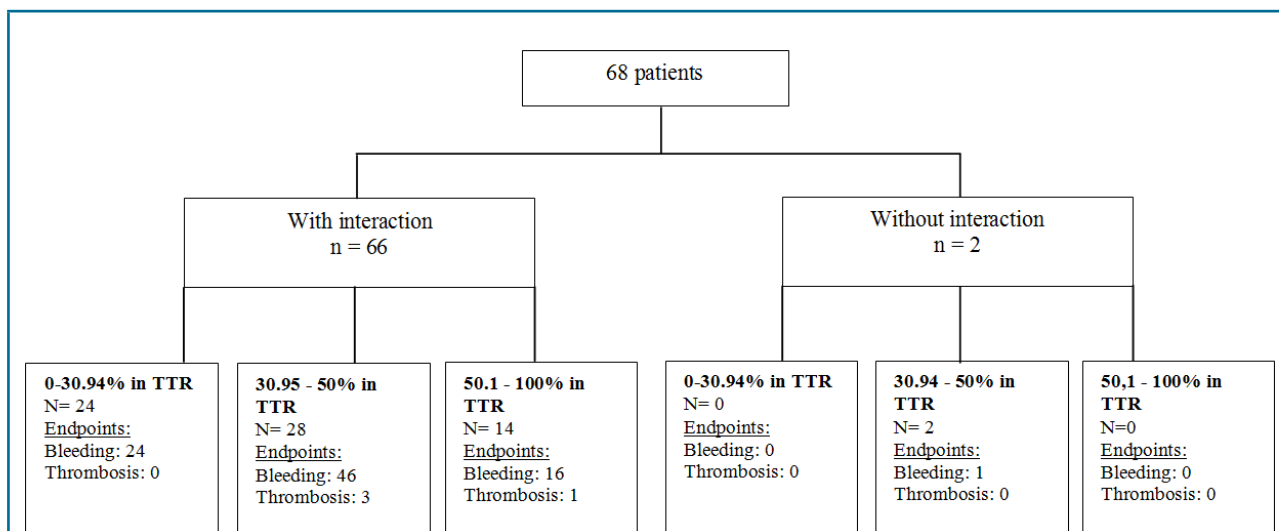 68 patients
With interaction
n = 66
Without interaction
n = 2
0-30.94% in TTR
N= 24
Endpoints:
Bleeding: 24
Thrombosis: 0
30.95 - 50% in
TTR
N= 28
Endpoints:
Bleeding: 46
Thrombosis: 3
50.1 - 100% in
TTR
N= 14
Endpoints:
Bleeding: 16
Thrombosis: 1
0-30.94% in TTR
N= 0
Endpoints:
Bleeding: 0
Thrombosis: 0
30.94 - 50% in
TTR
N= 2
Endpoints:
Bleeding: 1
Thrombosis: 0
50,1 - 100% in
TTR
N=0
Endpoints:
Bleeding: 0
Thrombosis: 0